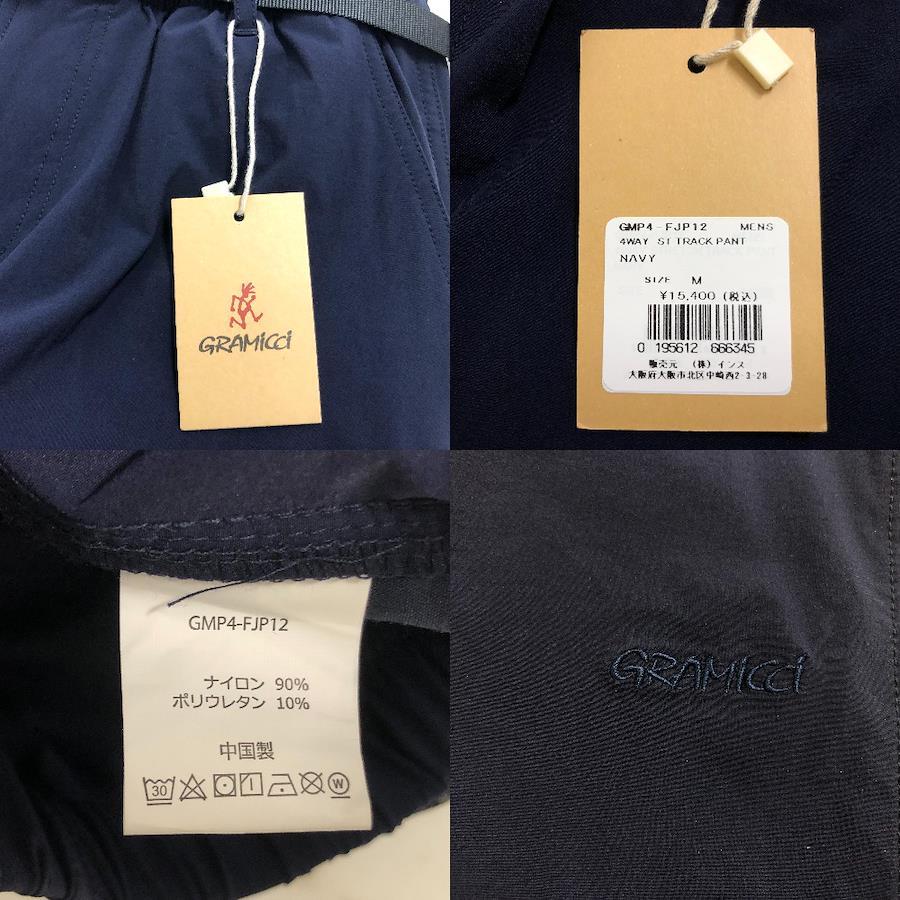 GRAMICCI
GMP4-FJP12 MENS
4WAY ST TRACK PANT
NAVY
SIZE M
¥15,400 (税込)
0 195612 666345
販売元 (株) インス
大阪府大阪市北区中崎西2-3-28
GMP4-FJP12
ナイロン 90%
ポリウレタン 10%
中国製
30
W
GRAMICCI